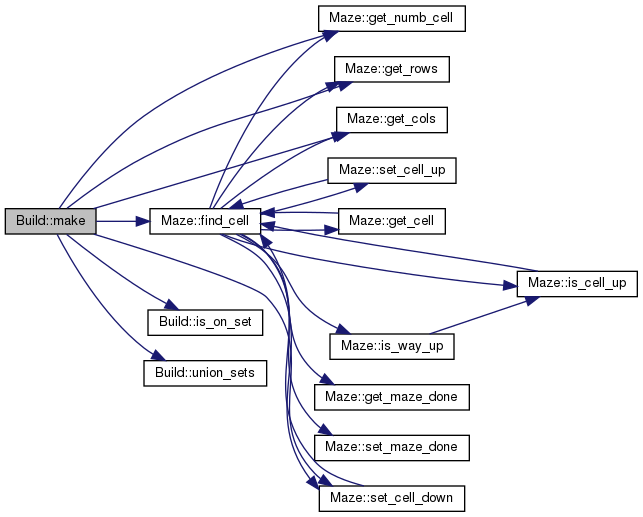 Maze::get_numb_cell
Maze::get_rows
Maze::get_cols
Maze::set_cell_up
Build::make
Maze::find_cell
Maze::get_cell
Maze::is_cell_up
Build::is_on_set
Maze::is_way_up
Build::union_sets
Maze::get_maze_done
Maze::set_maze_done
Maze::set_cell_down